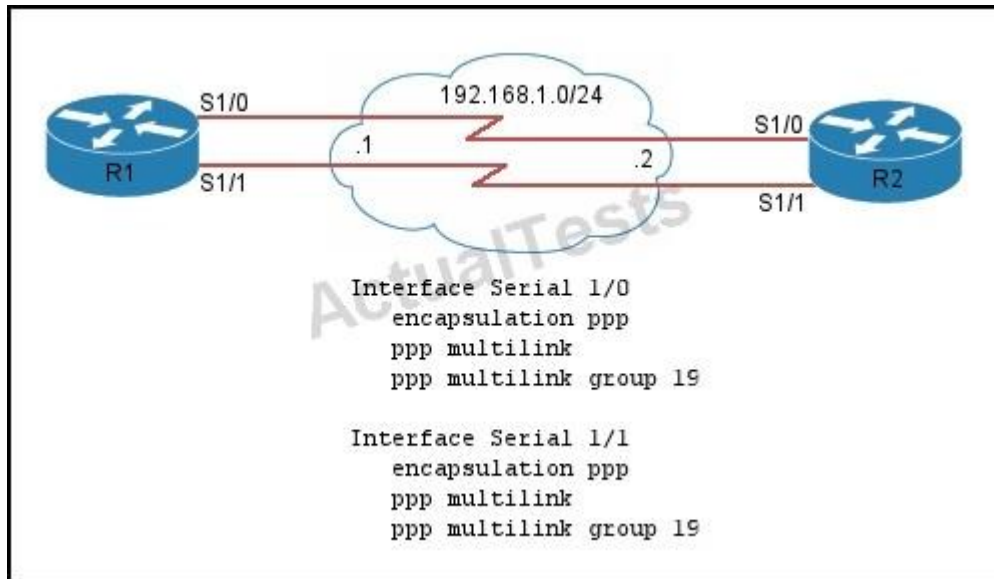 S1/0
192.168.1.0/24
S1/0
.1
.2
R1
R2
S1/1
S1/1
ActualTests
Interface Serial 1/0
encapsulation ppp
ppp multilink
ppp multilink group 19
Interface Serial 1/1
encapsulation ppp
ppp multilink
ppp multilink group 19